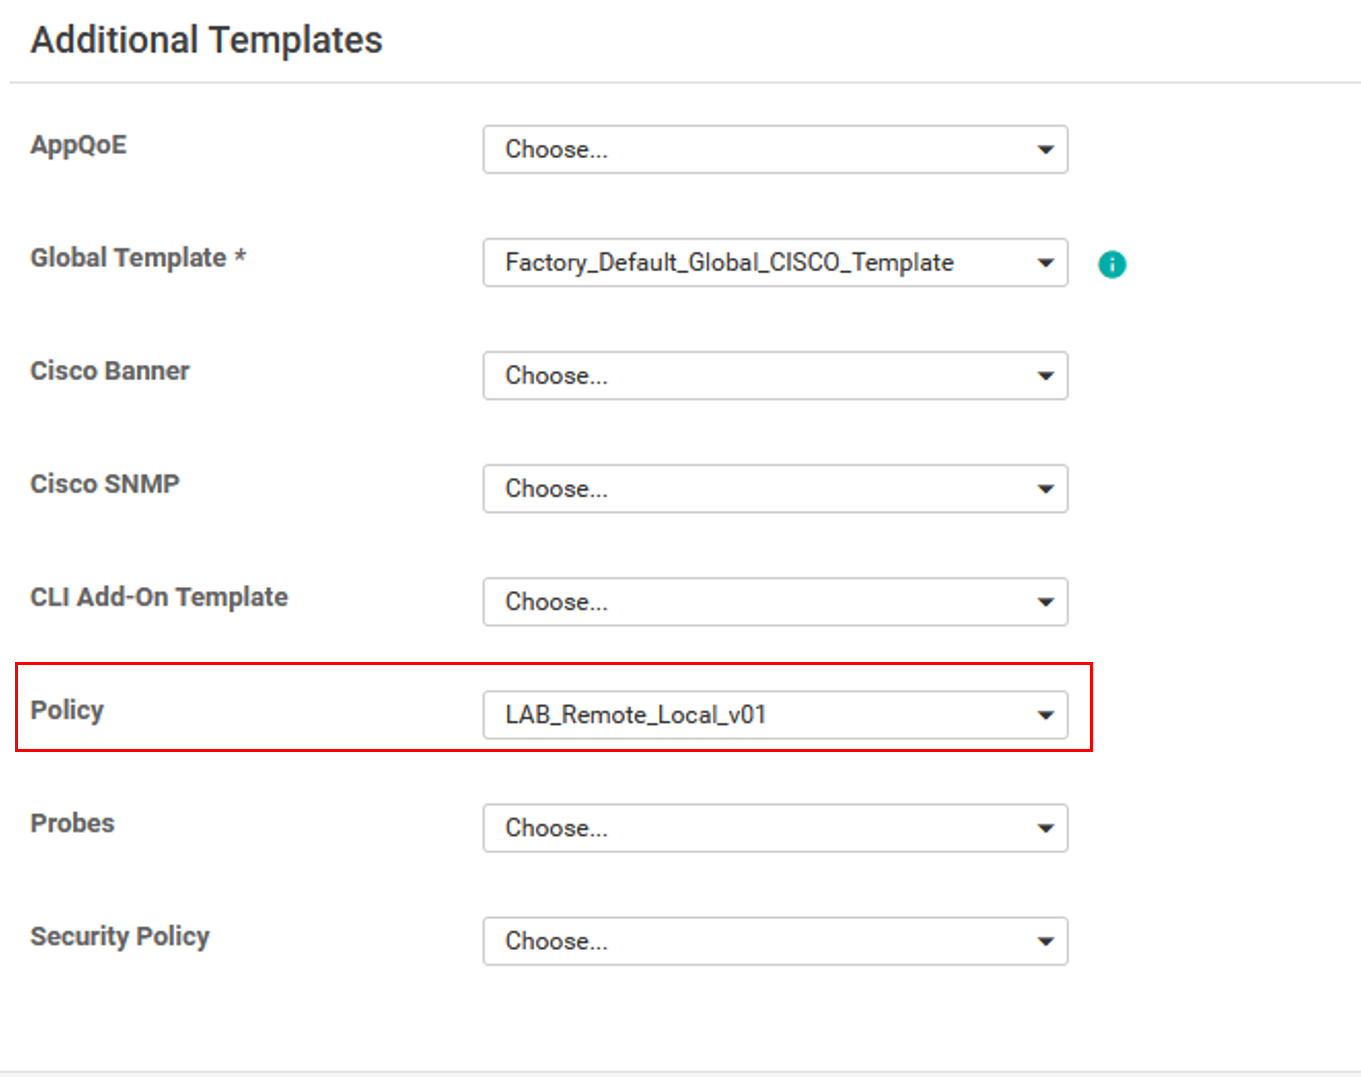 Additional Templates
AppQoE
Choose...
Global Template *
Factory_Default_Global_CISCO_Template
i
Cisco Banner
Choose...
Cisco SNMP
Choose...
CLI Add-On Template
Choose...
Policy
LAB_Remote_Local_v01
Probes
Choose...
Security Policy
Choose...